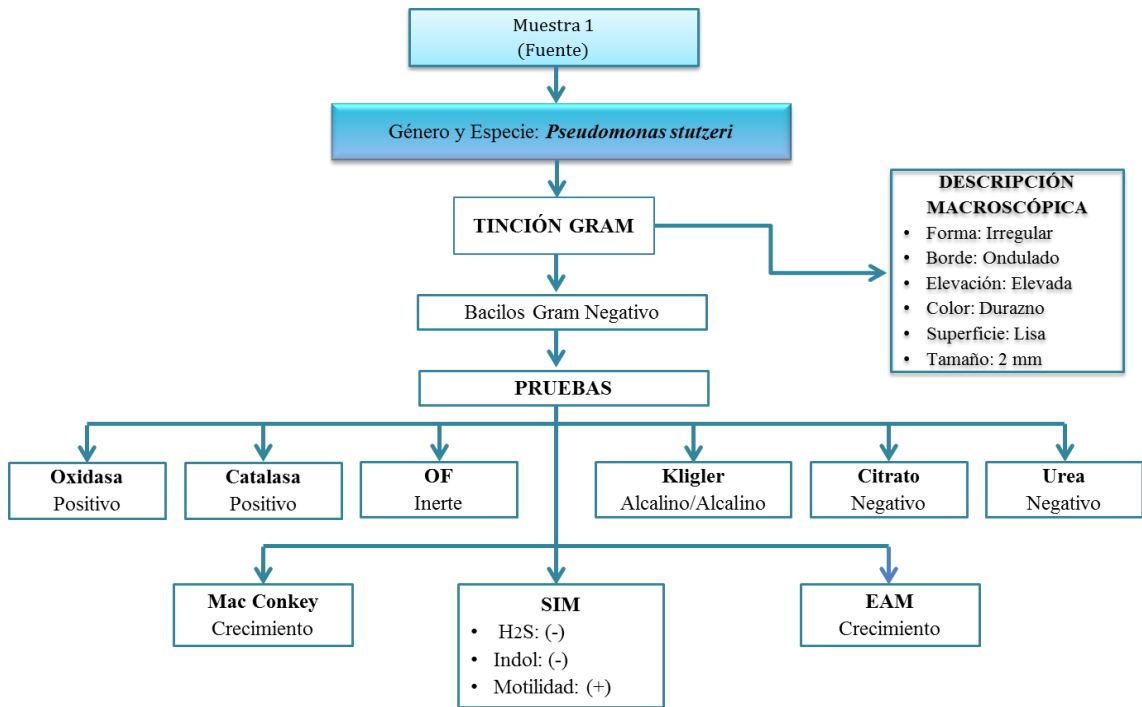 Muestra 1
(Fuente)
Género y Especie: Pseudomonas stutzeri
TINCIÓN GRAM
DESCRIPCIÓN
MACROSCÓPICA
• Forma: Irregular
• Borde: Ondulado
• Elevación: Elevada
• Color: Durazno
• Superficie: Lisa
• Tamaño: 2 mm
Bacilos Gram Negativo
PRUEBAS
Oxidasa
Positivo
Catalasa
Positivo
OF
Inerte
Kligler
Alcalino/Alcalino
Citrato
Negativo
Urea
Negativo
Mac Conkey
Crecimiento
SIM
• H2S: (-)
• Indol: (-)
• Motilidad: (+)
EAM
Crecimiento